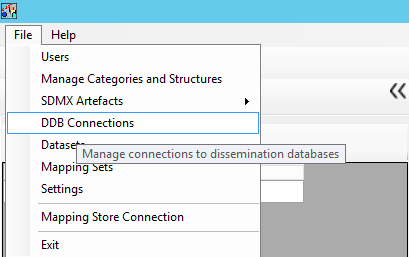 File Help
Users
Manage Categories and Structures
SDMX Artefacts
DDB Connections
Datasets
Manage connections to dissemination databases
Mapping Sets
Settings
Mapping Store Connection
Exit